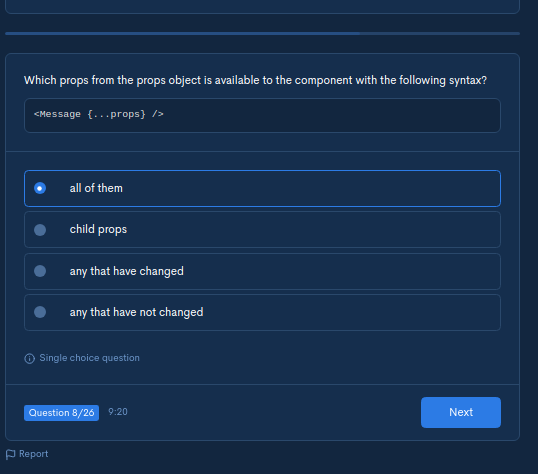 Which props from the props object is available to the component with the following syntax?
<Message {...props} />
all of them
child props
any that have changed
any that have not changed
Single choice question
Question 8/26 9:20 Next
Report